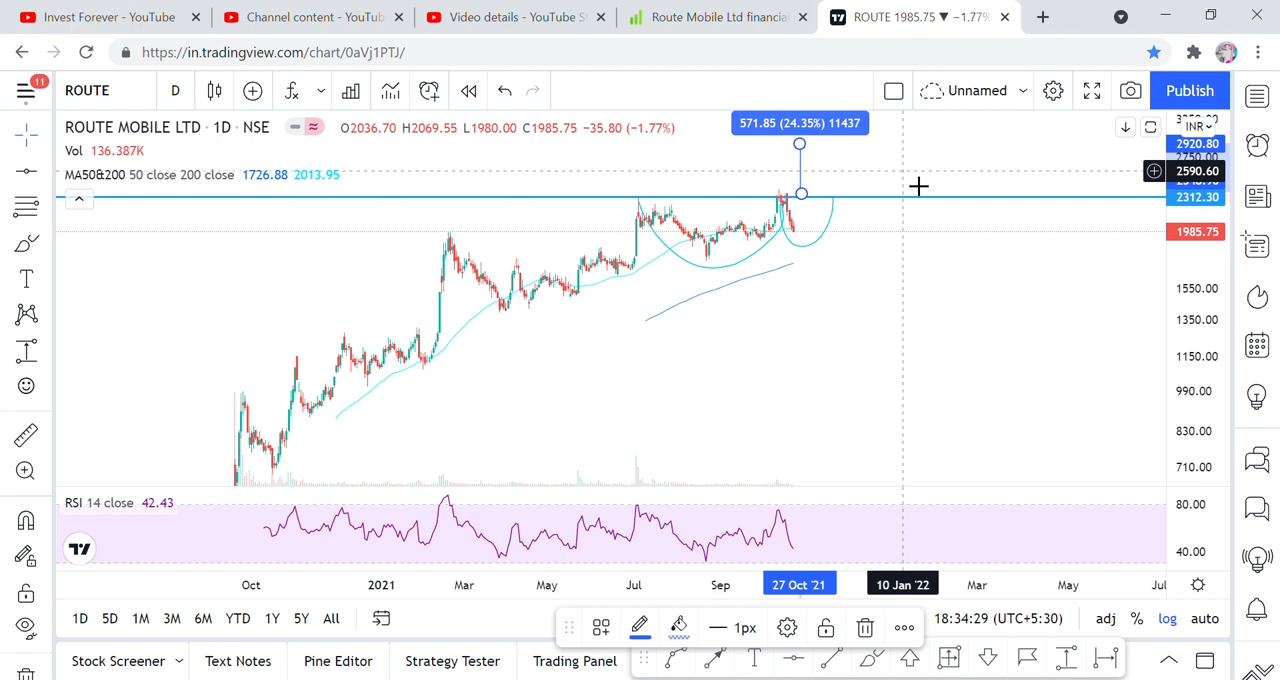 Invest Forever - YouTube
Channel content - YouTub
Video details - YouTube S
Route Mobile Ltd financia
ROUTE 1985.75 ▼ −1.77%
https://in.tradingview.com/chart/0aVj1PTJ/
11
ROUTE
D
Unnamed
Publish
ROUTE MOBILE LTD · 1D · NSE
O2036.70 H2069.55 L1980.00 C1985.75 −35.80 (−1.77%)
Vol 136.387K
MA50&200 50 close 200 close 1726.88 2013.95
571.85 (24.35%) 11437
INR
2920.80
2590.60
2312.30
1985.75
1550.00
1350.00
1150.00
990.00
830.00
710.00
RSI 14 close 42.43
80.00
40.00
Oct
2021
Mar
May
Jul
Sep
27 Oct '21
10 Jan '22
Mar
May
Jul
1D 5D 1M 3M 6M YTD 1Y 5Y All
1px
18:34:29 (UTC+5:30)
adj % log auto
Stock Screener
Text Notes
Pine Editor
Strategy Tester
Trading Panel